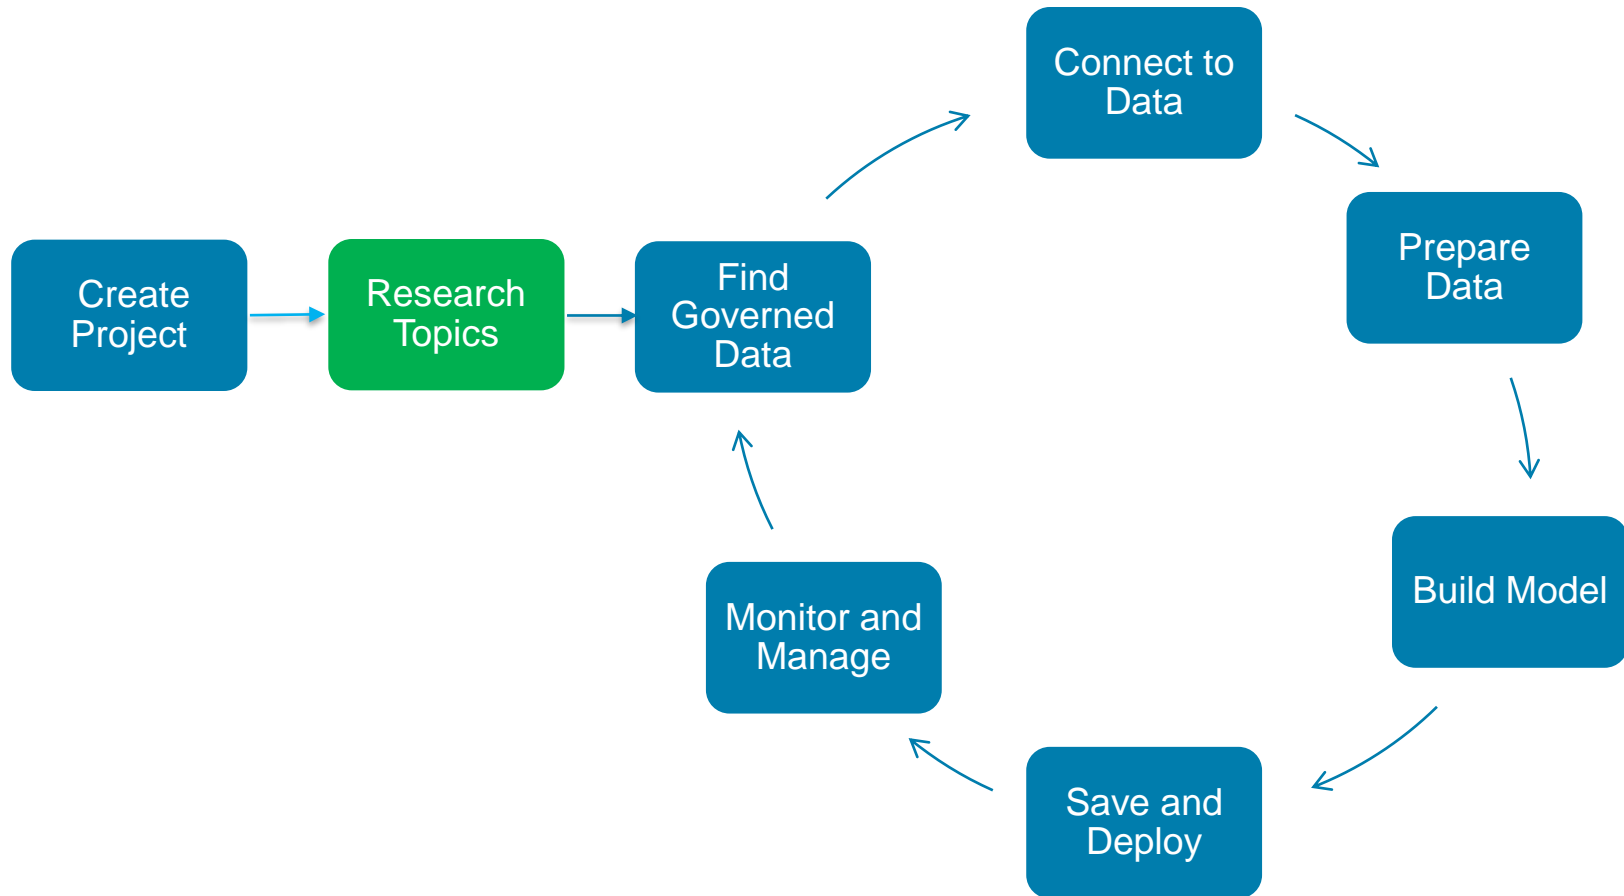 Create
Project
Research
Topics
Find
Governed
Data
Connect to
Data
Prepare
Data
Build Model
Save and
Deploy
Monitor and
Manage